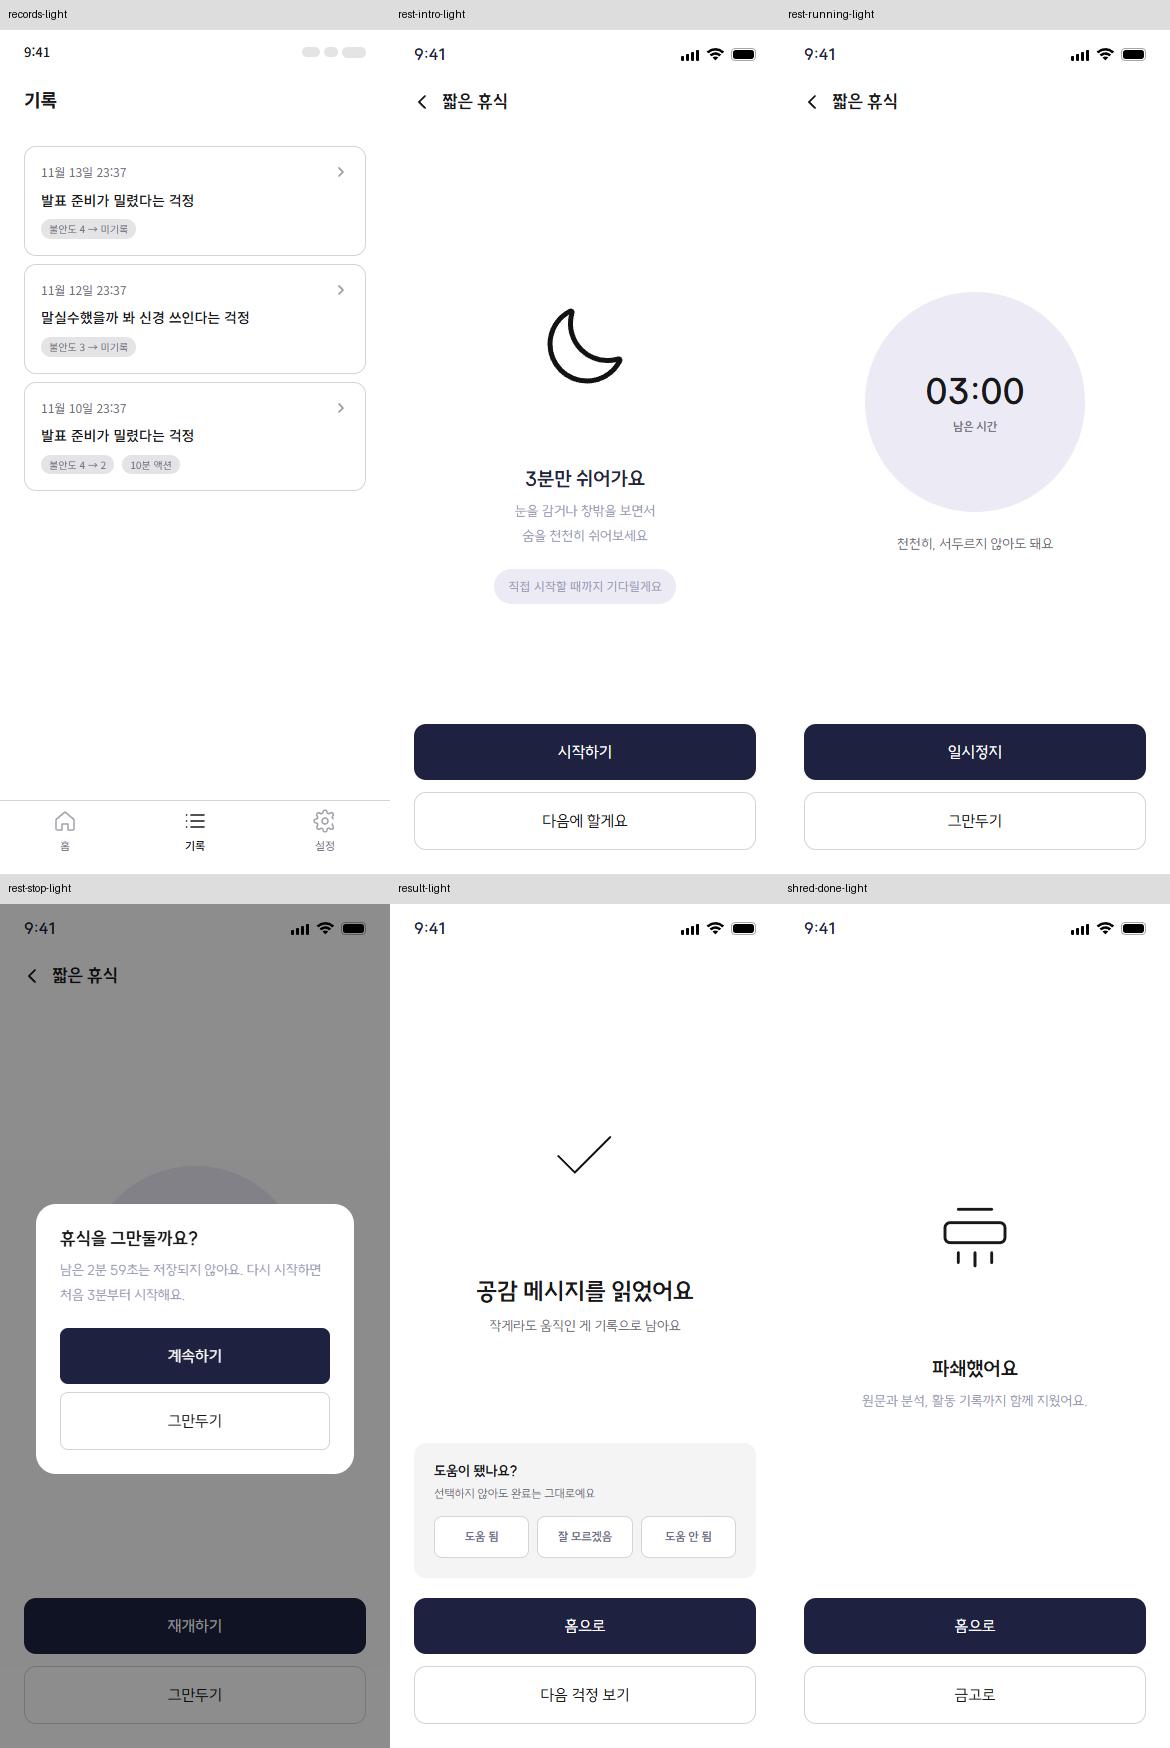 records-light
9:41
기록
11월 13일 23:37
발표 준비가 밀렸다는 걱정
불안도 4 → 미기록
11월 12일 23:37
말실수했을까 봐 신경 쓰인다는 걱정
불안도 3 → 미기록
11월 10일 23:37
발표 준비가 밀렸다는 걱정
불안도 4 → 2 10분 액션
홈 기록 설정
rest-intro-light
9:41
짧은 휴식
3분만 쉬어가요
눈을 감거나 창밖을 보면서
숨을 천천히 쉬어보세요
직접 시작할 때까지 기다릴게요
시작하기
다음에 할게요
rest-running-light
9:41
짧은 휴식
03:00
남은 시간
천천히, 서두르지 않아도 돼요
일시정지
그만두기
rest-stop-light
9:41
짧은 휴식
휴식을 그만둘까요?
남은 2분 59초는 저장되지 않아요. 다시 시작하면
처음 3분부터 시작해요.
계속하기
그만두기
재개하기
그만두기
result-light
9:41
공감 메시지를 읽었어요
작게라도 움직인 게 기록으로 남아요
도움이 됐나요?
선택하지 않아도 완료는 그대로예요
도움 됨 잘 모르겠음 도움 안 됨
홈으로
다음 걱정 보기
shred-done-light
9:41
파쇄했어요
원문과 분석, 활동 기록까지 함께 지웠어요.
홈으로
금고로